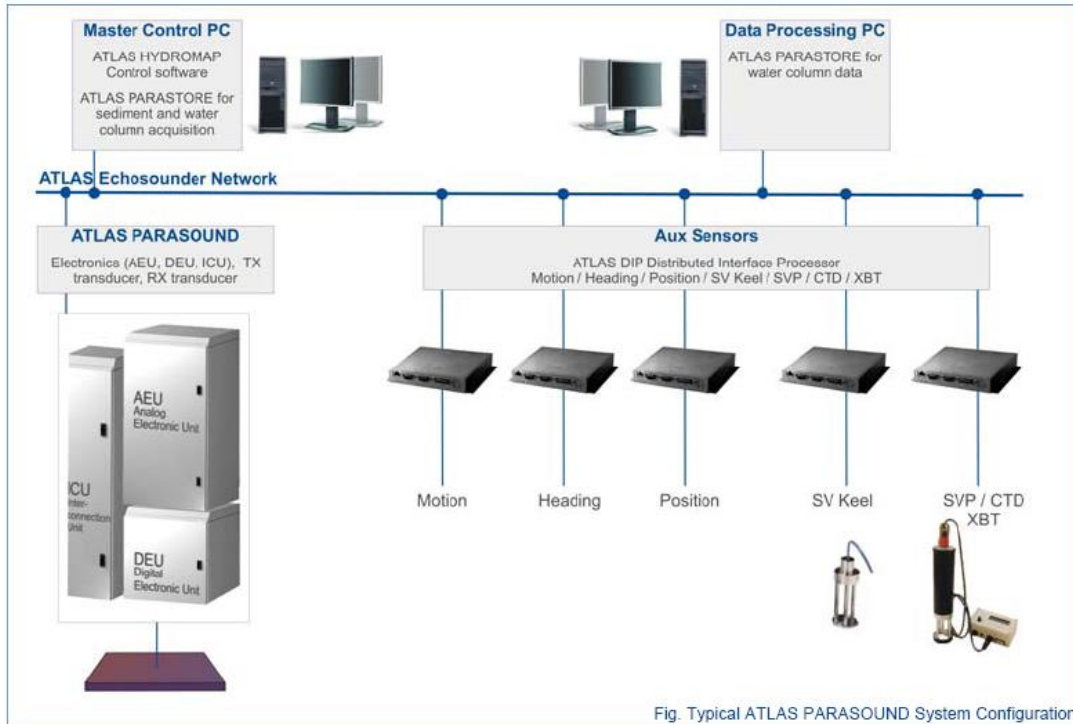 Master Control PC
ATLAS HYDROMAP
Control software
ATLAS PARASTORE for
sediment and water
column acquisition
Data Processing PC
ATLAS PARASTORE for
water column data
ATLAS Echosounder Network
ATLAS PARASOUND
Electronics (AEU, DEU, ICU), TX
transducer, RX transducer
Aux Sensors
ATLAS DIP Distributed Interface Processor
Motion / Heading / Position / SV Keel / SVP / CTD / XBT
AEU
Analog
Electronic Unit
ICU
Inter-
connection
Unit
DEU
Digital
Electronic Unit
Motion
Heading
Position
SV Keel
SVP / CTD
XBT
Fig. Typical ATLAS PARASOUND System Configuration